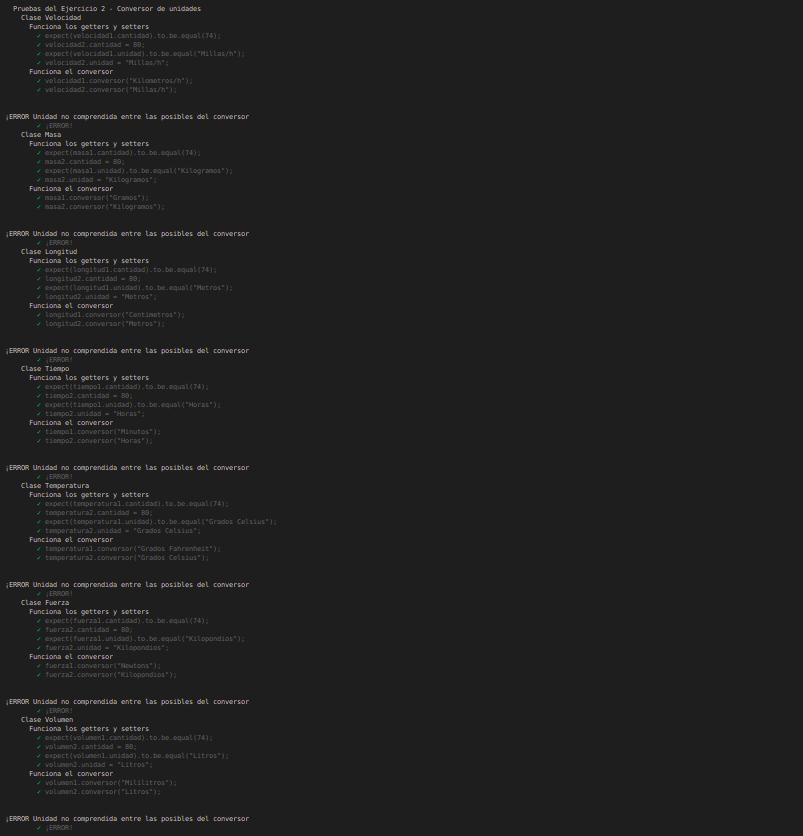 Pruebas del Ejercicio 2 - Conversor de unidades
Clase Velocidad
Funciona los getters y setters
✓ expect(velocidad1.cantidad).to.be.equal(74);
✓ velocidad2.cantidad = 80;
✓ expect(velocidad1.unidad).to.be.equal("Millas/h");
✓ velocidad2.unidad = "Millas/h";
Funciona el conversor
✓ velocidad1.conversor("Kilometros/h");
✓ velocidad2.conversor("Millas/h");
¡ERROR Unidad no comprendida entre las posibles del conversor
✓ ¡ERROR!
Clase Masa
Funciona los getters y setters
✓ expect(masa1.cantidad).to.be.equal(74);
✓ masa2.cantidad = 80;
✓ expect(masa1.unidad).to.be.equal("Kilogramos");
✓ masa2.unidad = "Kilogramos";
Funciona el conversor
✓ masa1.conversor("Gramos");
✓ masa2.conversor("Kilogramos");
¡ERROR Unidad no comprendida entre las posibles del conversor
✓ ¡ERROR!
Clase Longitud
Funciona los getters y setters
✓ expect(longitud1.cantidad).to.be.equal(74);
✓ longitud2.cantidad = 80;
✓ expect(longitud1.unidad).to.be.equal("Metros");
✓ longitud2.unidad = "Metros";
Funciona el conversor
✓ longitud1.conversor("Centimetros");
✓ longitud2.conversor("Metros");
¡ERROR Unidad no comprendida entre las posibles del conversor
✓ ¡ERROR!
Clase Tiempo
Funciona los getters y setters
✓ expect(tiempo1.cantidad).to.be.equal(74);
✓ tiempo2.cantidad = 80;
✓ expect(tiempo1.unidad).to.be.equal("Horas");
✓ tiempo2.unidad = "Horas";
Funciona el conversor
✓ tiempo1.conversor("Minutos");
✓ tiempo2.conversor("Horas");
¡ERROR Unidad no comprendida entre las posibles del conversor
✓ ¡ERROR!
Clase Temperatura
Funciona los getters y setters
✓ expect(temperatura1.cantidad).to.be.equal(74);
✓ temperatura2.cantidad = 80;
✓ expect(temperatura1.unidad).to.be.equal("Grados Celsius");
✓ temperatura2.unidad = "Grados Celsius";
Funciona el conversor
✓ temperatura1.conversor("Grados Fahrenheit");
✓ temperatura2.conversor("Grados Celsius");
¡ERROR Unidad no comprendida entre las posibles del conversor
✓ ¡ERROR!
Clase Fuerza
Funciona los getters y setters
✓ expect(fuerza1.cantidad).to.be.equal(74);
✓ fuerza2.cantidad = 80;
✓ expect(fuerza1.unidad).to.be.equal("Kilopondios");
✓ fuerza2.unidad = "Kilopondios";
Funciona el conversor
✓ fuerza1.conversor("Newtons");
✓ fuerza2.conversor("Kilopondios");
¡ERROR Unidad no comprendida entre las posibles del conversor
✓ ¡ERROR!
Clase Volumen
Funciona los getters y setters
✓ expect(volumen1.cantidad).to.be.equal(74);
✓ volumen2.cantidad = 80;
✓ expect(volumen1.unidad).to.be.equal("Litros");
✓ volumen2.unidad = "Litros";
Funciona el conversor
✓ volumen1.conversor("Mililitros");
✓ volumen2.conversor("Litros");
¡ERROR Unidad no comprendida entre las posibles del conversor
✓ ¡ERROR!